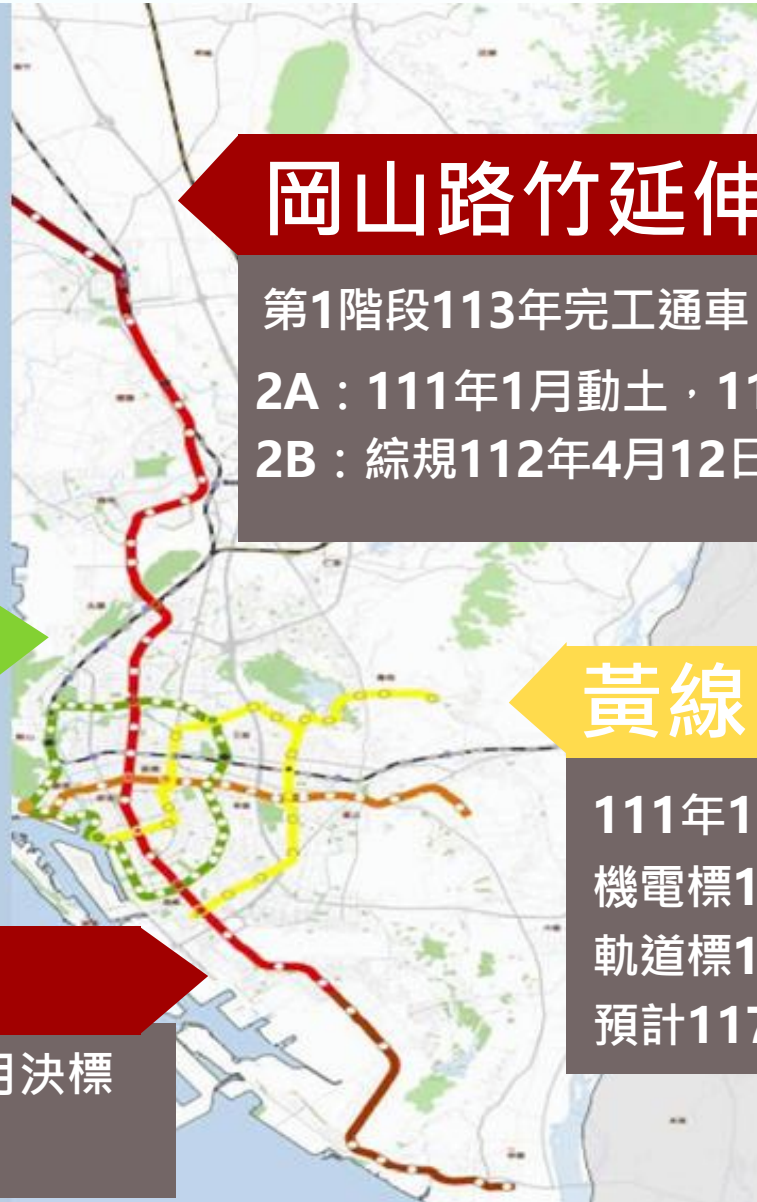 岡山路竹延伸
第1階段113年完工通車
2A：111年1月動土，11
2B：綜規112年4月12日
黃線
111年1
機電標1
軌道標1
預計117
月決標